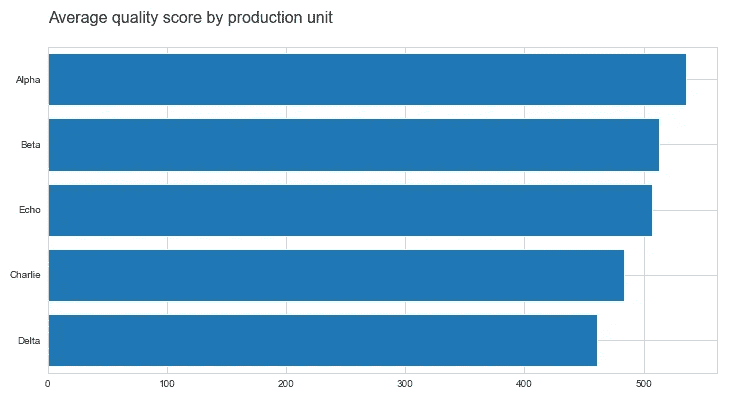 Average quality score by production unit
Alpha
Beta
Echo
Charlie
Delta
0 100 200 300 400 500